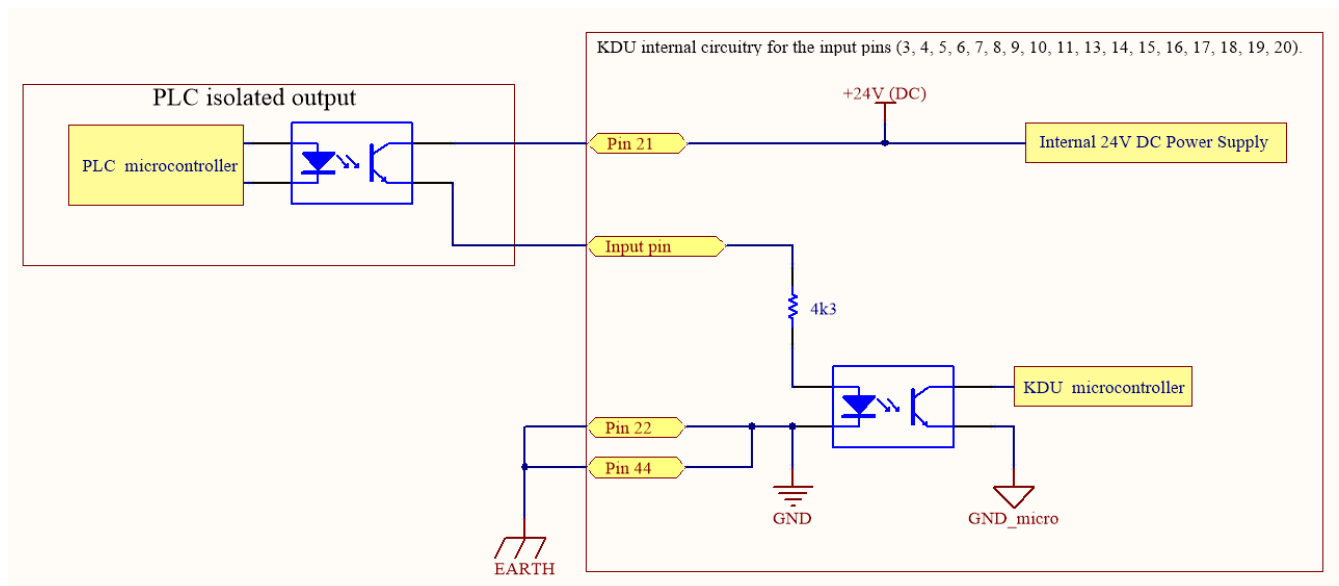 KDU internal circuitry for the input pins (3, 4, 5, 6, 7, 8, 9, 10, 11, 13, 14, 15, 16, 17, 18, 19, 20).
PLC isolated output
+24V (DC)
PLC microcontroller
Pin 21
Internal 24V DC Power Supply
Input pin
4k3
KDU microcontroller
Pin 22
Pin 44
GND
GND_micro
EARTH